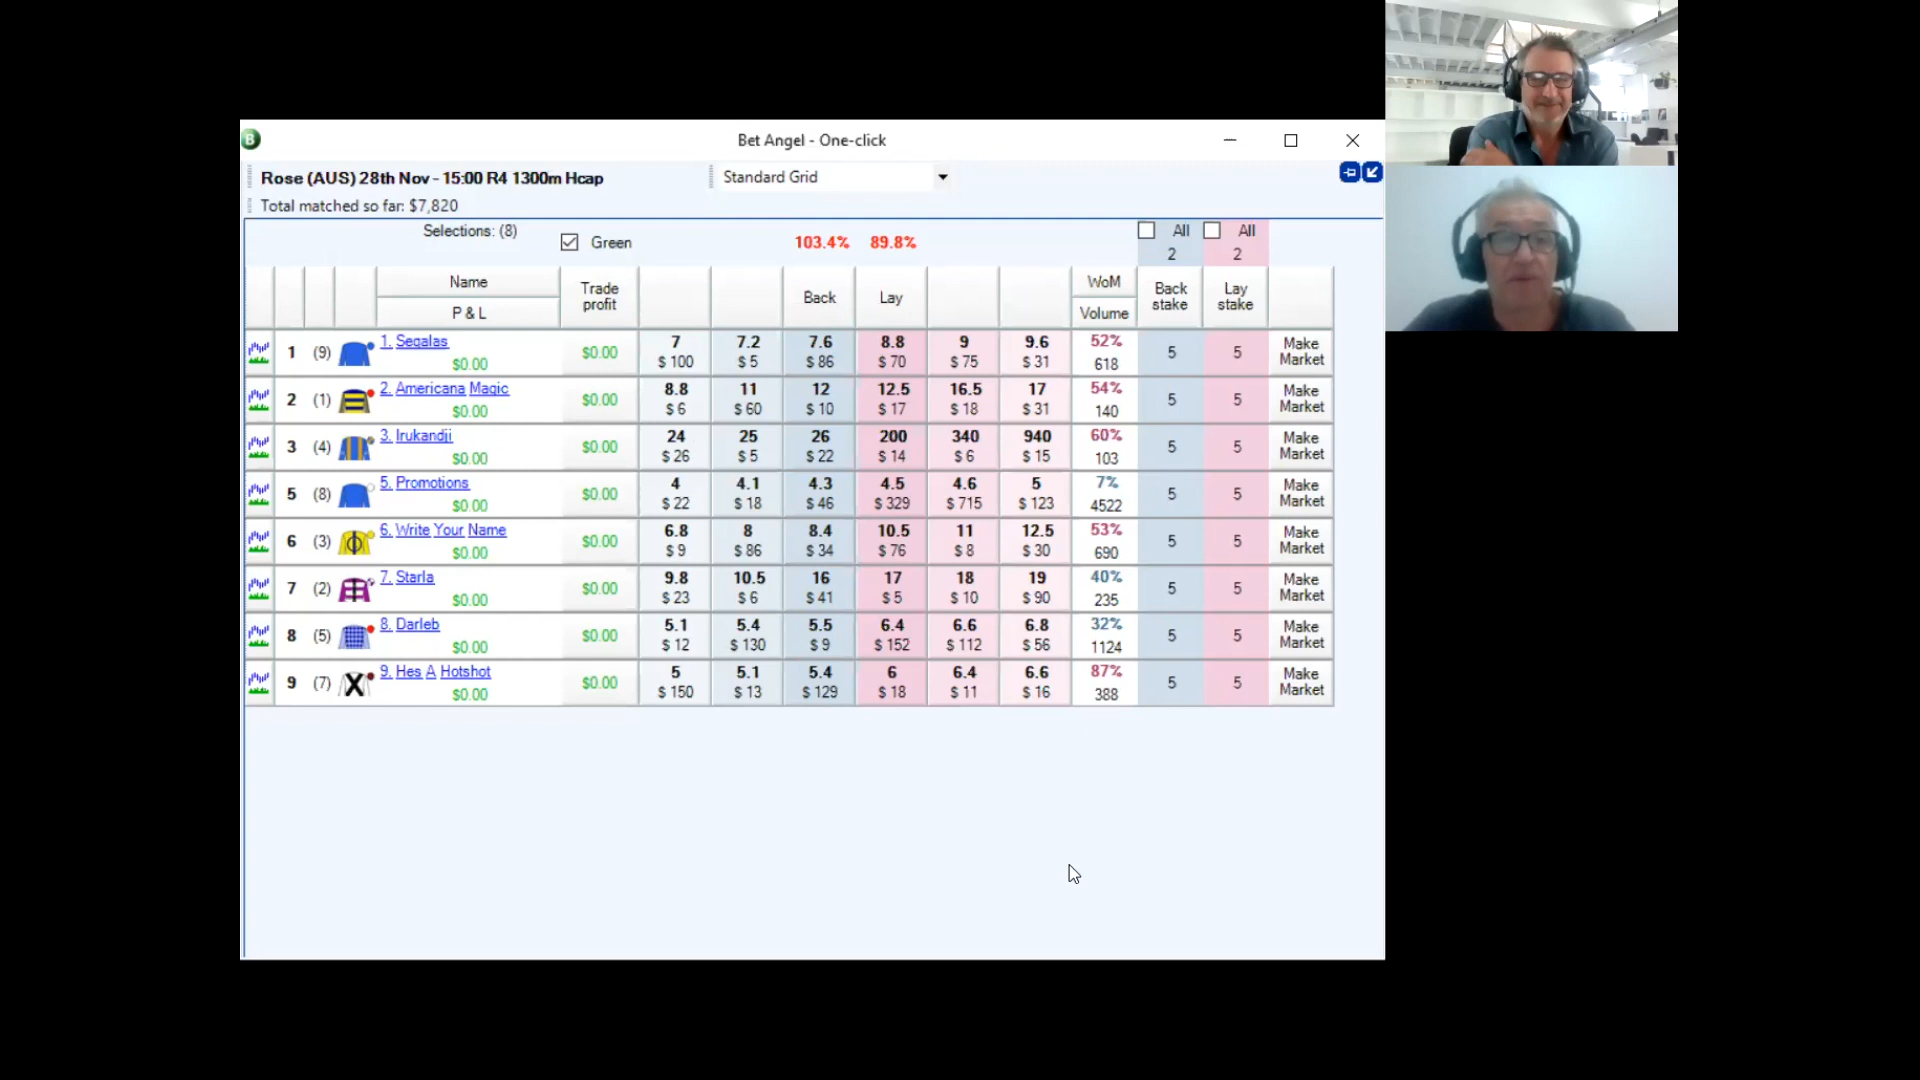 Bet Angel - One-click
Rose (AUS) 28th Nov - 15:00 R4 1300m Hcap
Standard Grid
Total matched so far: $7,820
Selections: (8)
Green
103.4% 89.8%
All All
2 2
Name Trade profit Back Lay WoM Back stake Lay stake
P & L Volume
1 (9) 1. Segalas $0.00 7 7.2 7.6 8.8 9 9.6 52% 5 5 Make Market
$0.00 $ 100 $ 5 $ 86 $ 70 $ 75 $ 31 618
2 (1) 2. Americana Magic $0.00 8.8 11 12 12.5 16.5 17 54% 5 5 Make Market
$0.00 $ 6 $ 60 $ 10 $ 17 $ 18 $ 31 140
3 (4) 3. Irukandji $0.00 24 25 26 200 340 940 60% 5 5 Make Market
$0.00 $ 26 $ 5 $ 22 $ 14 $ 6 $ 15 103
5 (8) 5. Promotions $0.00 4 4.1 4.3 4.5 4.6 5 7% 5 5 Make Market
$0.00 $ 22 $ 18 $ 46 $ 329 $ 715 $ 123 4522
6 (3) 6. Write Your Name $0.00 6.8 8 8.4 10.5 11 12.5 53% 5 5 Make Market
$0.00 $ 9 $ 86 $ 34 $ 76 $ 8 $ 30 690
7 (2) 7. Starla $0.00 9.8 10.5 16 17 18 19 40% 5 5 Make Market
$0.00 $ 23 $ 6 $ 41 $ 5 $ 10 $ 90 235
8 (5) 8. Darleb $0.00 5.1 5.4 5.5 6.4 6.6 6.8 32% 5 5 Make Market
$0.00 $ 12 $ 130 $ 9 $ 152 $ 112 $ 56 1124
9 (7) 9. Hes A Hotshot $0.00 5 5.1 5.4 6 6.4 6.6 87% 5 5 Make Market
$0.00 $ 150 $ 13 $ 129 $ 18 $ 11 $ 16 388